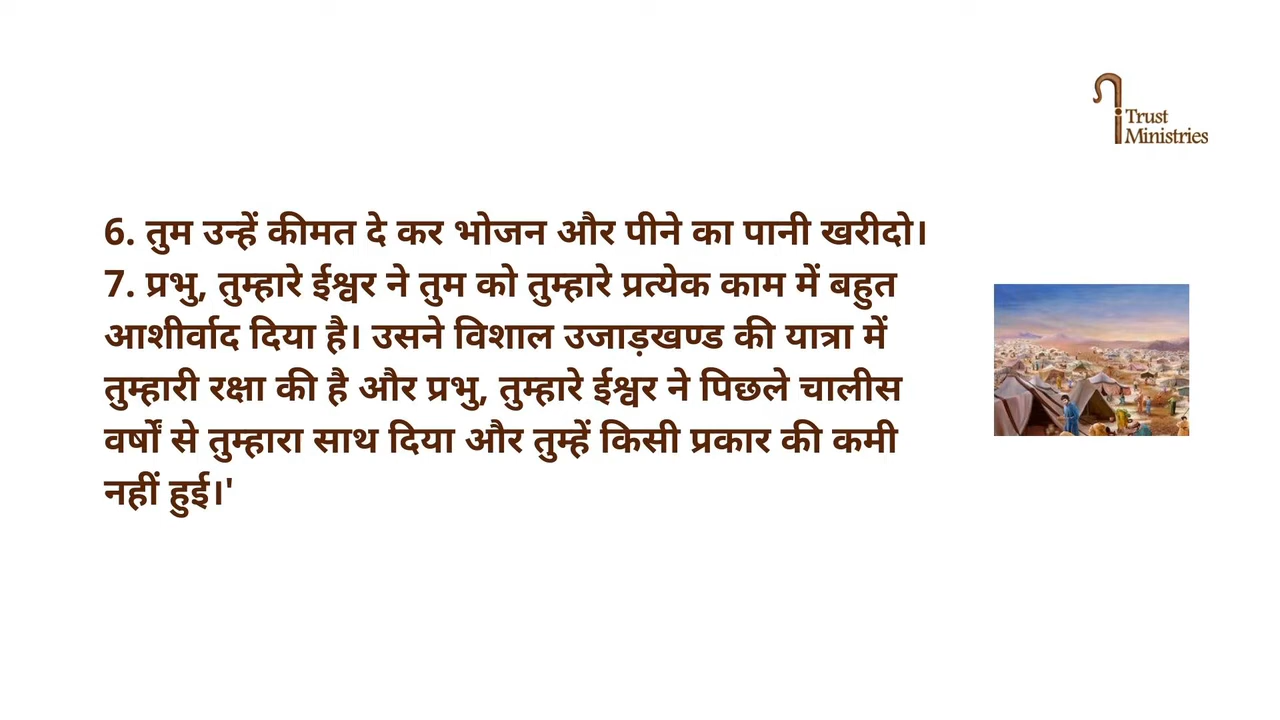 Trust
Ministries
6. तुम उन्हें कीमत दे कर भोजन और पीने का पानी खरीदो।
7. प्रभु, तुम्हारे ईश्वर ने तुम को तुम्हारे प्रत्येक काम में बहुत
आशीर्वाद दिया है। उसने विशाल उजाड़खण्ड की यात्रा में
तुम्हारी रक्षा की है और प्रभु, तुम्हारे ईश्वर ने पिछले चालीस
वर्षों से तुम्हारा साथ दिया और तुम्हें किसी प्रकार की कमी
नहीं हुई।'